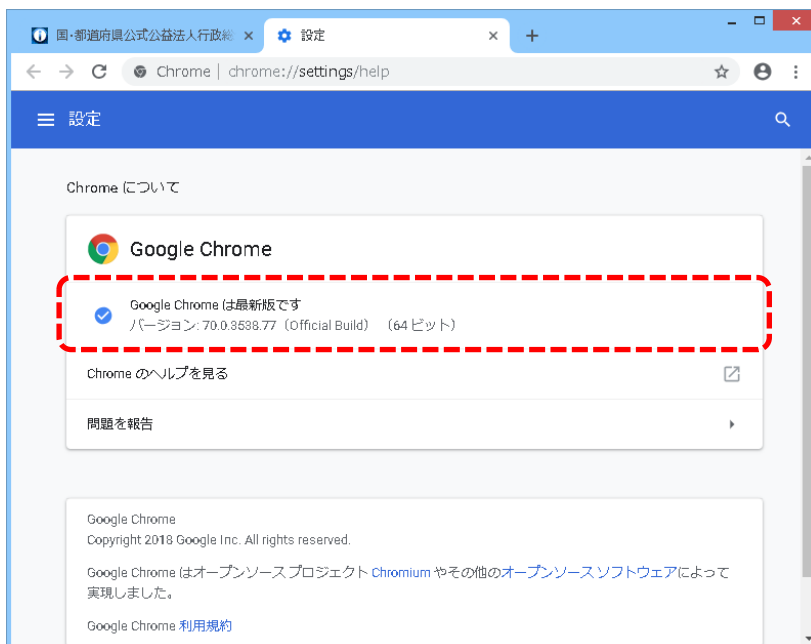 国・都道府県公式公益法人行政総
設定
Chrome | chrome://settings/help
設定
Chrome について
Google Chrome
Google Chrome は最新版です
バージョン: 70.0.3538.77（Official Build）（64 ビット）
Chrome のヘルプを見る
問題を報告
Google Chrome
Copyright 2018 Google Inc. All rights reserved.
Google Chrome はオープンソース プロジェクト Chromium やその他のオープンソース ソフトウェアによって
実現しました。
Google Chrome 利用規約